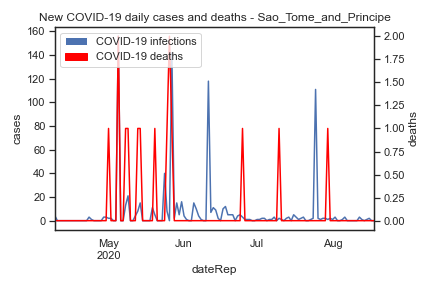 New COVID-19 daily cases and deaths - Sao_Tome_and_Principe
COVID-19 infections
COVID-19 deaths
160
140
120
100
80
60
40
20
0
cases
2.00
1.75
1.50
1.25
1.00
0.75
0.50
0.25
0.00
deaths
May Jun Jul Aug
2020
dateRep